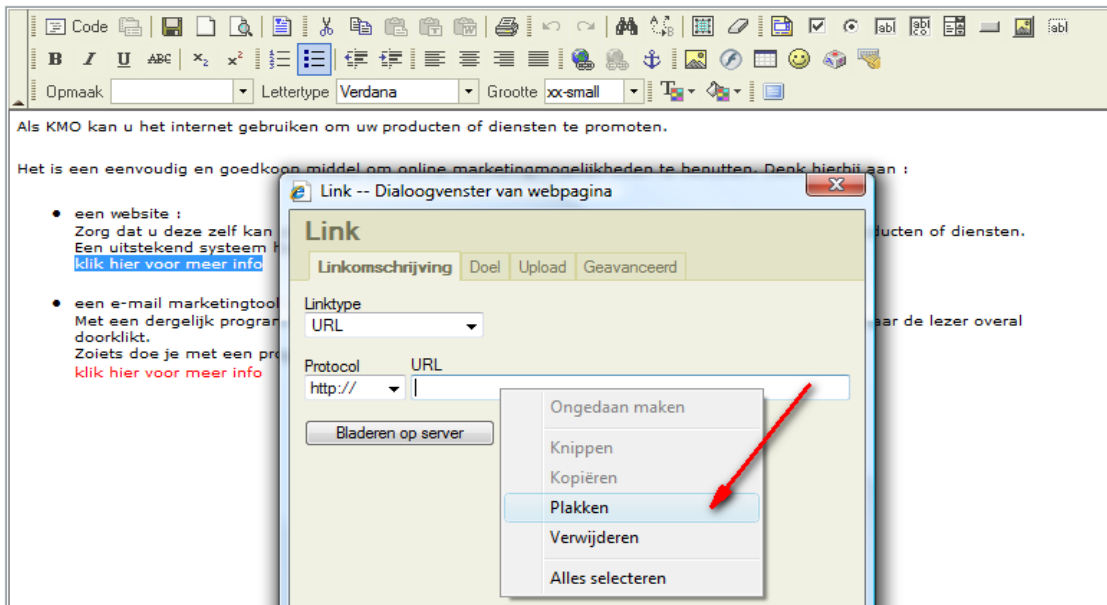 Code
B I U ABC x₂ x²
Opmaak Lettertype Verdana Grootte xx-small
Als KMO kan u het internet gebruiken om uw producten of diensten te promoten.
Het is een eenvoudig en goedkoop middel om online marketingmogelijkheden te benutten. Denk hierbij aan :
een website :
Zorg dat u deze zelf kan ducten of diensten.
Een uitstekend systeem
klik hier voor meer info
een e-mail marketingtool
Met een dergelijk program aar de lezer overal
doorklikt.
Zoiets doe je met een pro
klik hier voor meer info
Link -- Dialoogvenster van webpagina
Link
Linkomschrijving Doel Upload Geavanceerd
Linktype
URL
Protocol URL
http://
Bladeren op server
Ongedaan maken
Knippen
Kopiëren
Plakken
Verwijderen
Alles selecteren